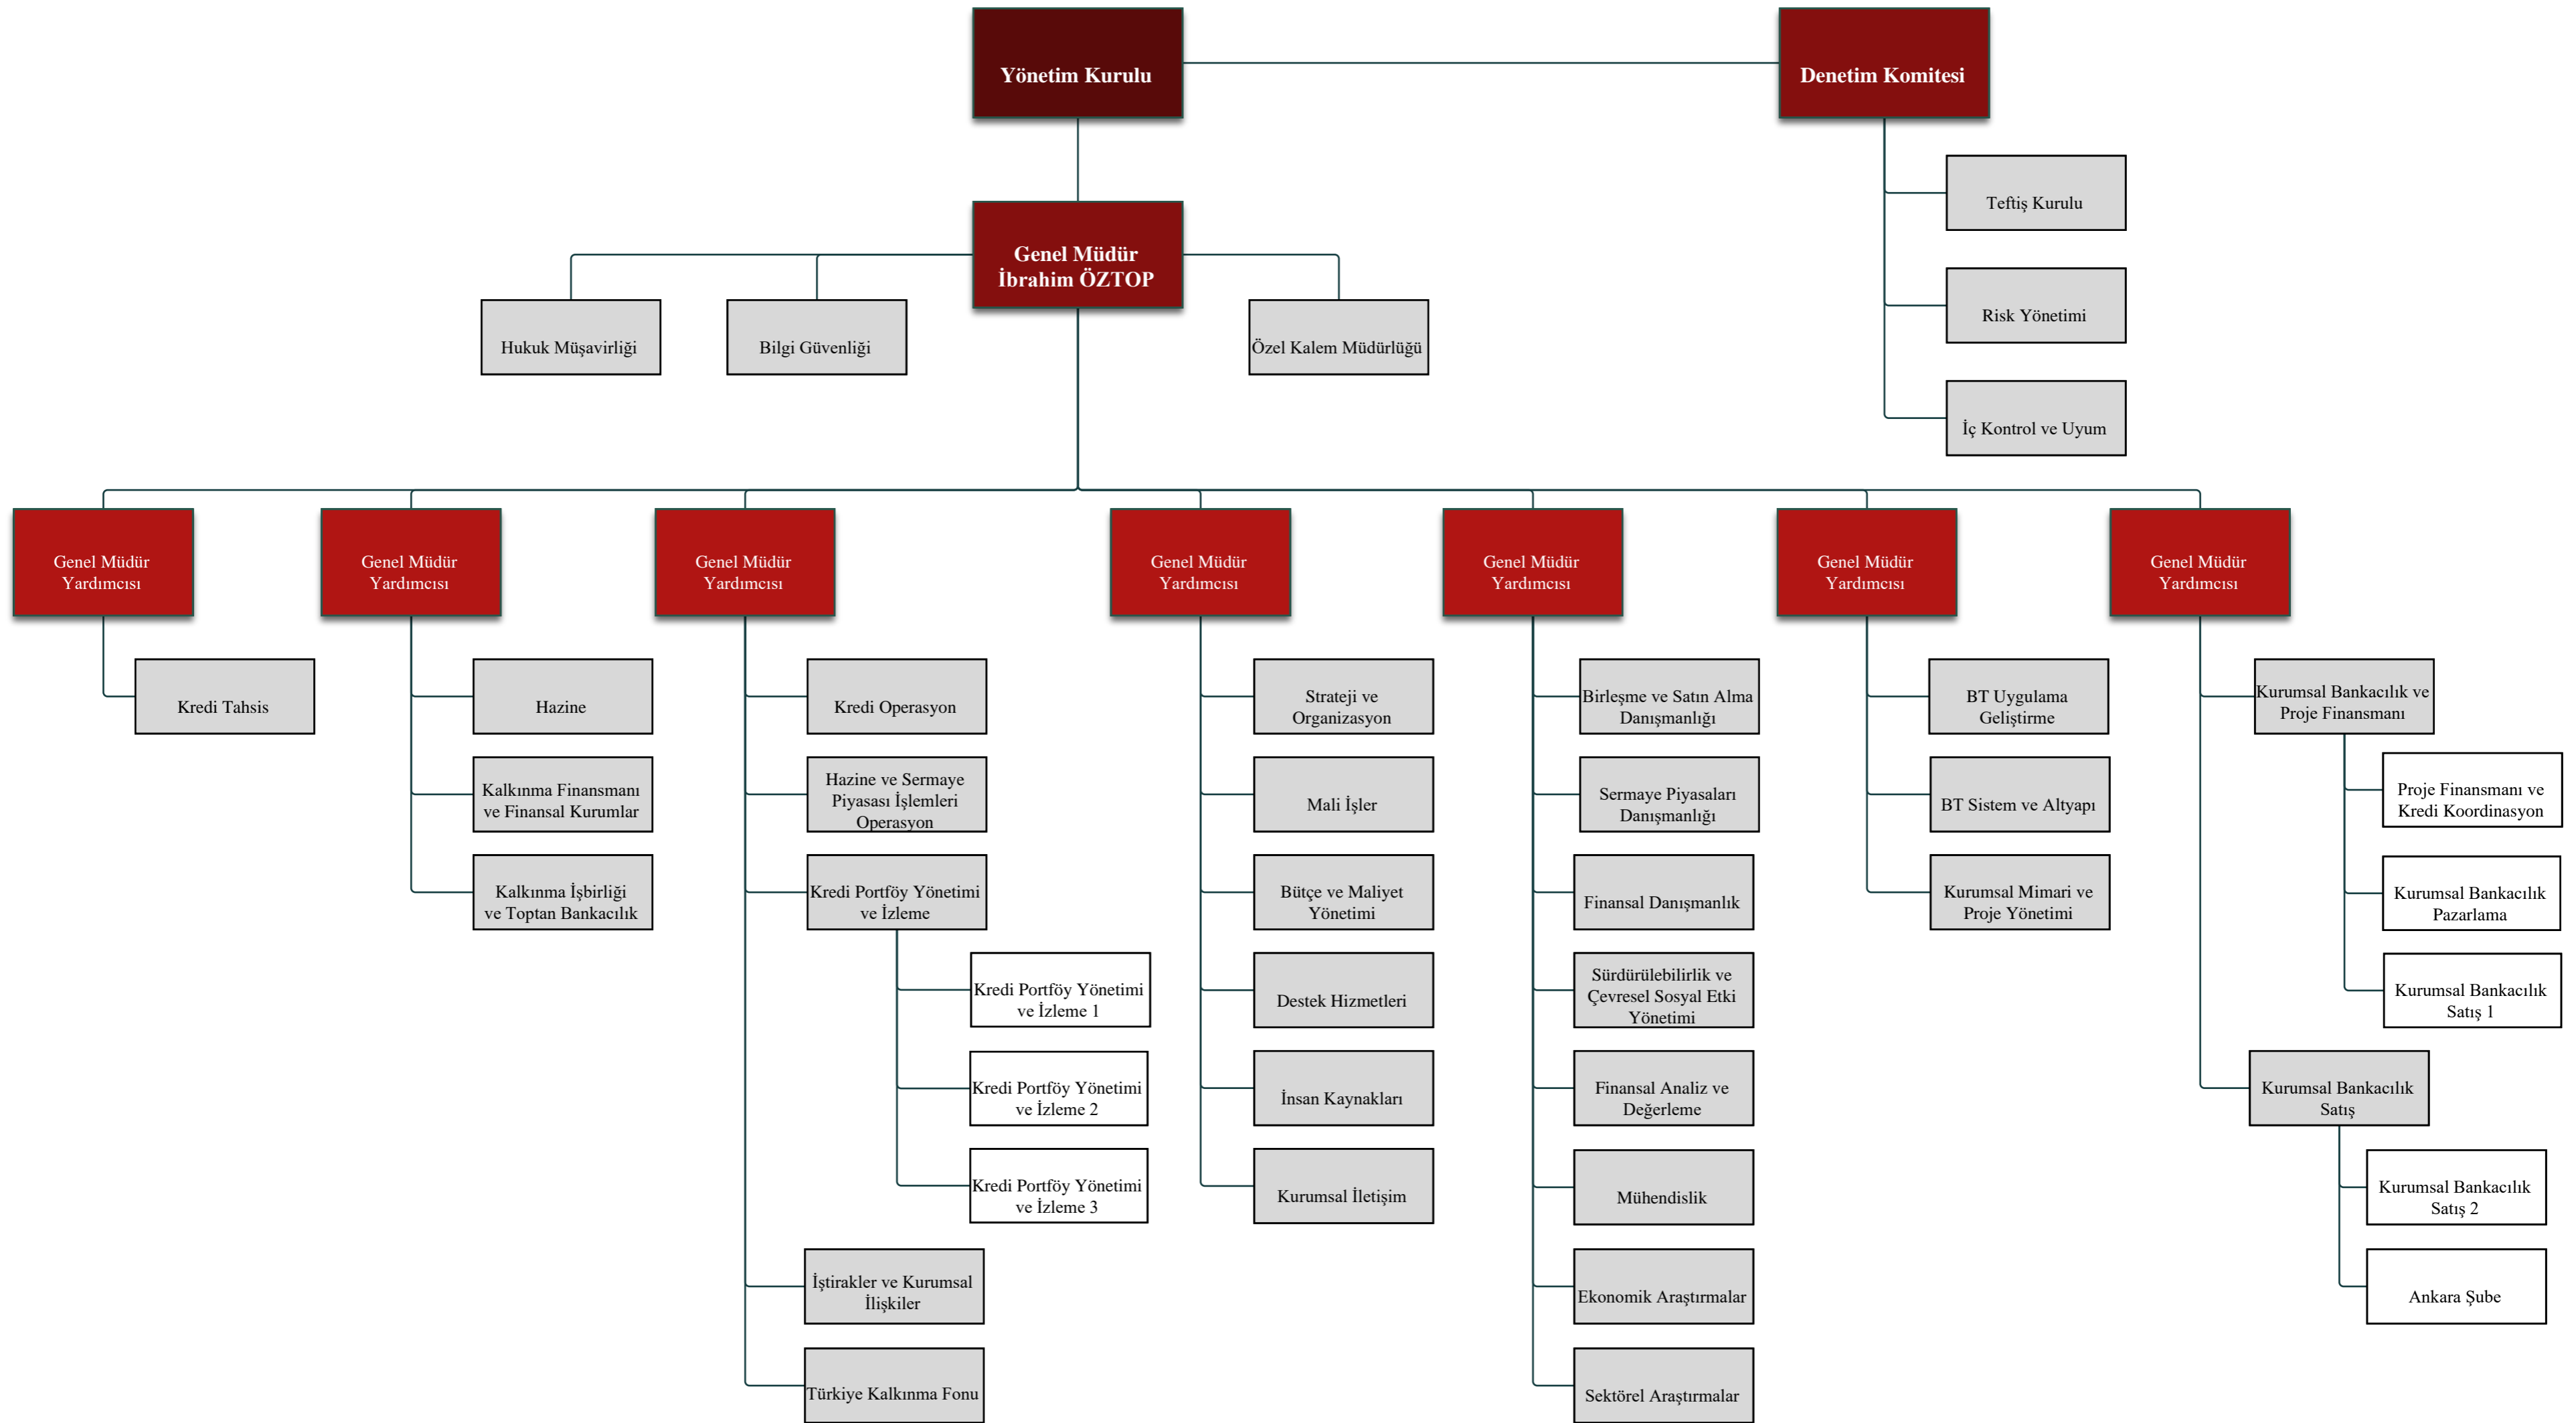 Yönetim Kurulu
Denetim Komitesi
Teftiş Kurulu
Genel Müdür
İbrahim ÖZTOP
Risk Yönetimi
Hukuk Müşavirliği
Bilgi Güvenliği
Özel Kalem Müdürlüğü
İç Kontrol ve Uyum
Genel Müdür
Yardımcısı
Kredi Tahsis
Genel Müdür
Yardımcısı
Hazine
Kalkınma Finansmanı
ve Finansal Kurumlar
Kalkınma İşbirliği
ve Toptan Bankacılık
Genel Müdür
Yardımcısı
Kredi Operasyon
Hazine ve Sermaye
Piyasası İşlemleri
Operasyon
Kredi Portföy Yönetimi
ve İzleme
Kredi Portföy Yönetimi
ve İzleme 1
Kredi Portföy Yönetimi
ve İzleme 2
Kredi Portföy Yönetimi
ve İzleme 3
İştirakler ve Kurumsal
İlişkiler
Türkiye Kalkınma Fonu
Genel Müdür
Yardımcısı
Strateji ve
Organizasyon
Mali İşler
Bütçe ve Maliyet
Yönetimi
Destek Hizmetleri
İnsan Kaynakları
Kurumsal İletişim
Genel Müdür
Yardımcısı
Birleşme ve Satın Alma
Danışmanlığı
Sermaye Piyasaları
Danışmanlığı
Finansal Danışmanlık
Sürdürülebilirlik ve
Çevresel Sosyal Etki
Yönetimi
Finansal Analiz ve
Değerleme
Mühendislik
Ekonomik Araştırmalar
Sektörel Araştırmalar
Genel Müdür
Yardımcısı
BT Uygulama
Geliştirme
BT Sistem ve Altyapı
Kurumsal Mimari ve
Proje Yönetimi
Genel Müdür
Yardımcısı
Kurumsal Bankacılık ve
Proje Finansmanı
Proje Finansmanı ve
Kredi Koordinasyon
Kurumsal Bankacılık
Pazarlama
Kurumsal Bankacılık
Satış 1
Kurumsal Bankacılık
Satış
Kurumsal Bankacılık
Satış 2
Ankara Şube